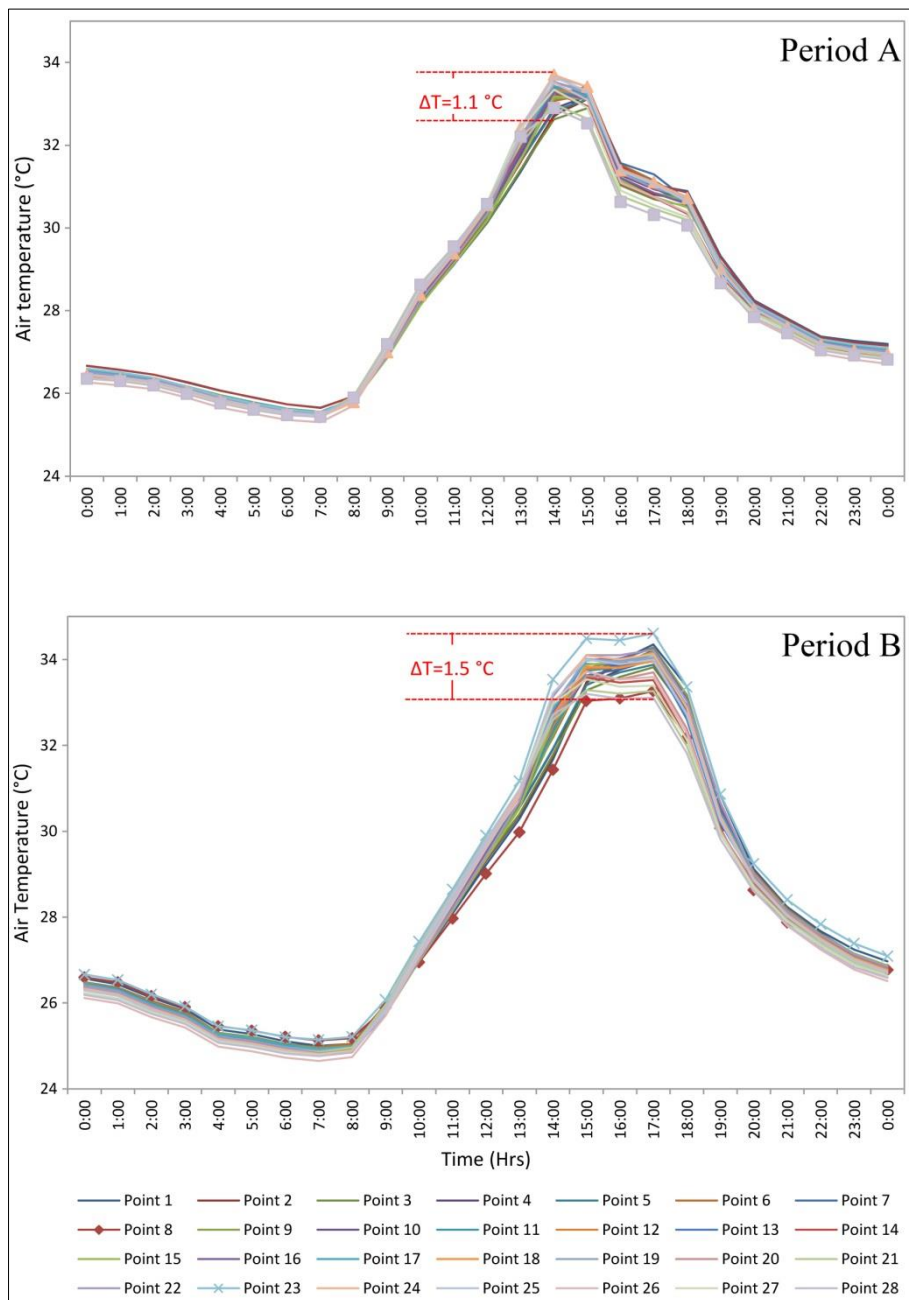 Period A
Air temperature (°C)
34
32
30
28
26
24
ΔT=1.1 °C
0:00 1:00 2:00 3:00 4:00 5:00 6:00 7:00 8:00 9:00 10:00 11:00 12:00 13:00 14:00 15:00 16:00 17:00 18:00 19:00 20:00 21:00 22:00 23:00 0:00
Period B
Air Temperature (°C)
34
32
30
28
26
24
ΔT=1.5 °C
0:00 1:00 2:00 3:00 4:00 5:00 6:00 7:00 8:00 9:00 10:00 11:00 12:00 13:00 14:00 15:00 16:00 17:00 18:00 19:00 20:00 21:00 22:00 23:00 0:00
Time (Hrs)
Point 1 Point 2 Point 3 Point 4 Point 5 Point 6 Point 7
Point 8 Point 9 Point 10 Point 11 Point 12 Point 13 Point 14
Point 15 Point 16 Point 17 Point 18 Point 19 Point 20 Point 21
Point 22 Point 23 Point 24 Point 25 Point 26 Point 27 Point 28